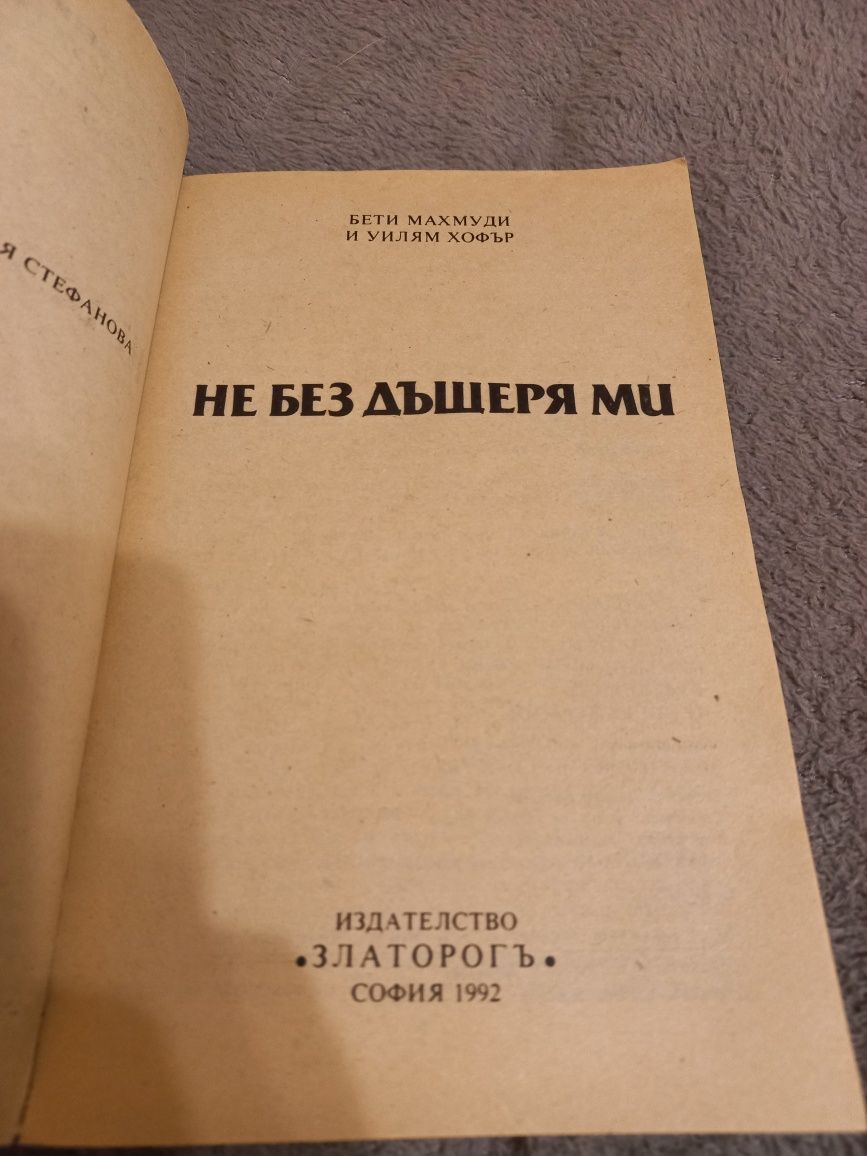 Я СТЕФАНОВА
БЕТИ МАХМУДИ
И УИЛЯМ ХОФЪР
НЕ БЕЗ ДЪЩЕРЯ МИ
ИЗДАТЕЛСТВО
•ЗЛАТОРОГЪ•
СОФИЯ 1992